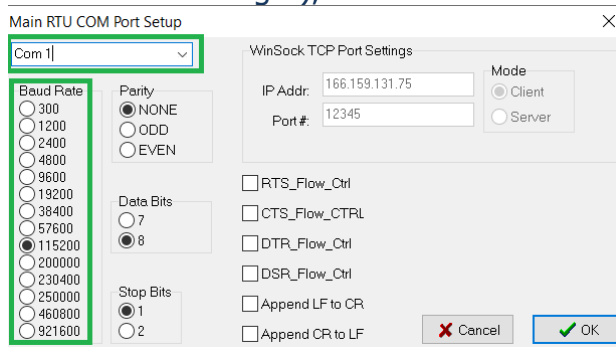 Main RTU COM Port Setup
Com 1
Baud Rate
300
1200
2400
4800
9600
19200
38400
57600
115200
200000
230400
250000
460800
921600
Parity
NONE
ODD
EVEN
Data Bits
7
8
Stop Bits
1
2
WinSock TCP Port Settings
IP Addr: 166.159.131.75
Port #: 12345
Mode
Client
Server
RTS_Flow_Ctrl
CTS_Flow_CTRL
DTR_Flow_Ctrl
DSR_Flow_Ctrl
Append LF to CR
Append CR to LF
Cancel
OK